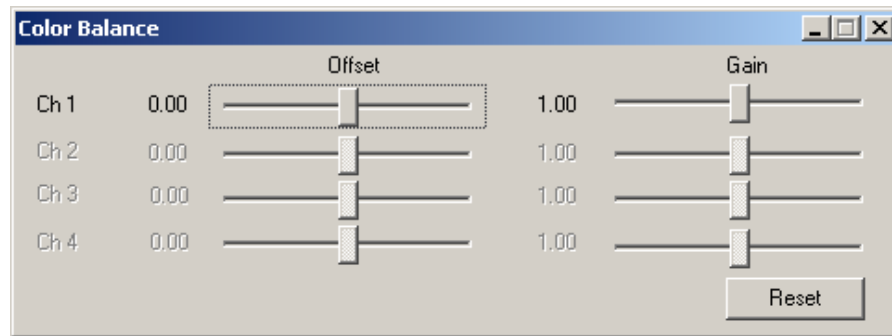 Color Balance
Offset Gain
Ch 1 0.00 1.00
Ch 2 0.00 1.00
Ch 3 0.00 1.00
Ch 4 0.00 1.00
Reset